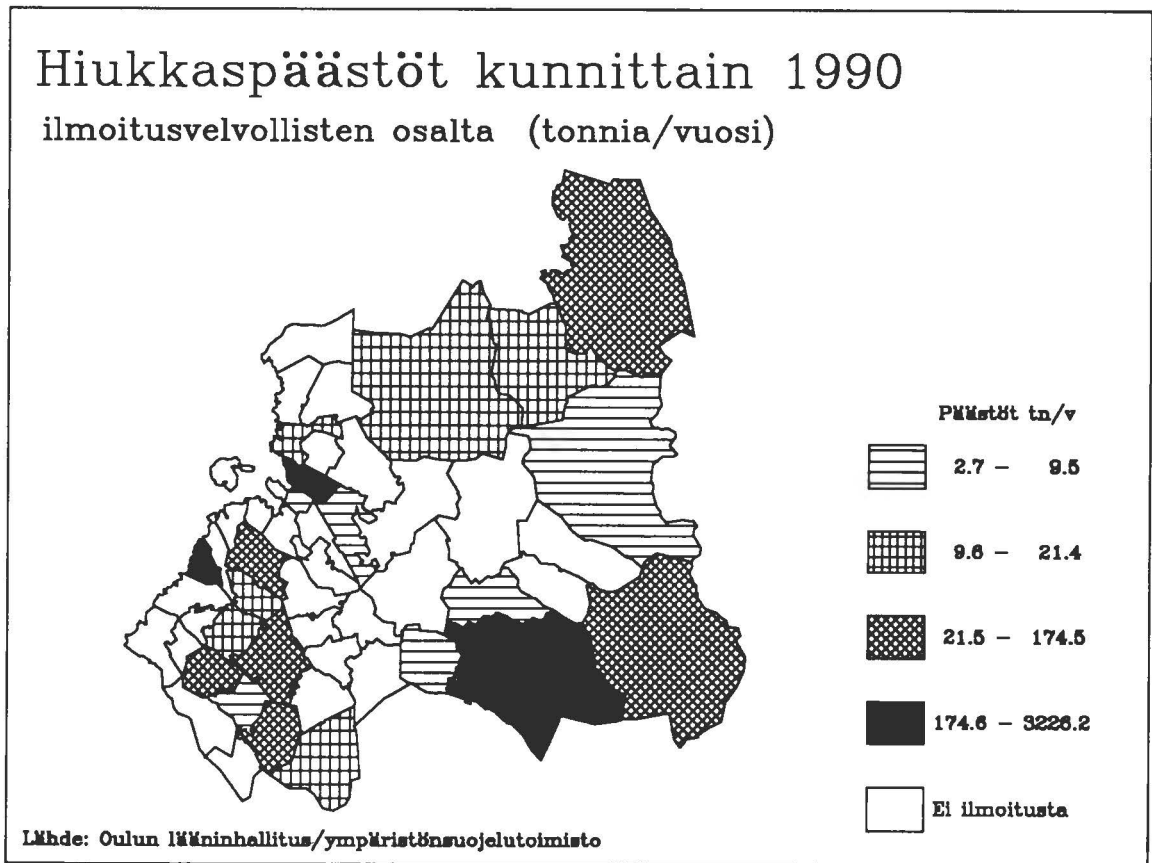 Hiukkaspäästöt kunnittain 1990
ilmoitusvelvollisten osalta (tonnia/vuosi)
Päästöt tn/v
2.7 – 9.5
9.6 – 21.4
21.5 – 174.5
174.6 – 3226.2
Ei ilmoitusta
Lähde: Oulun lääninhallitus/ympäristönsuojelutoimisto